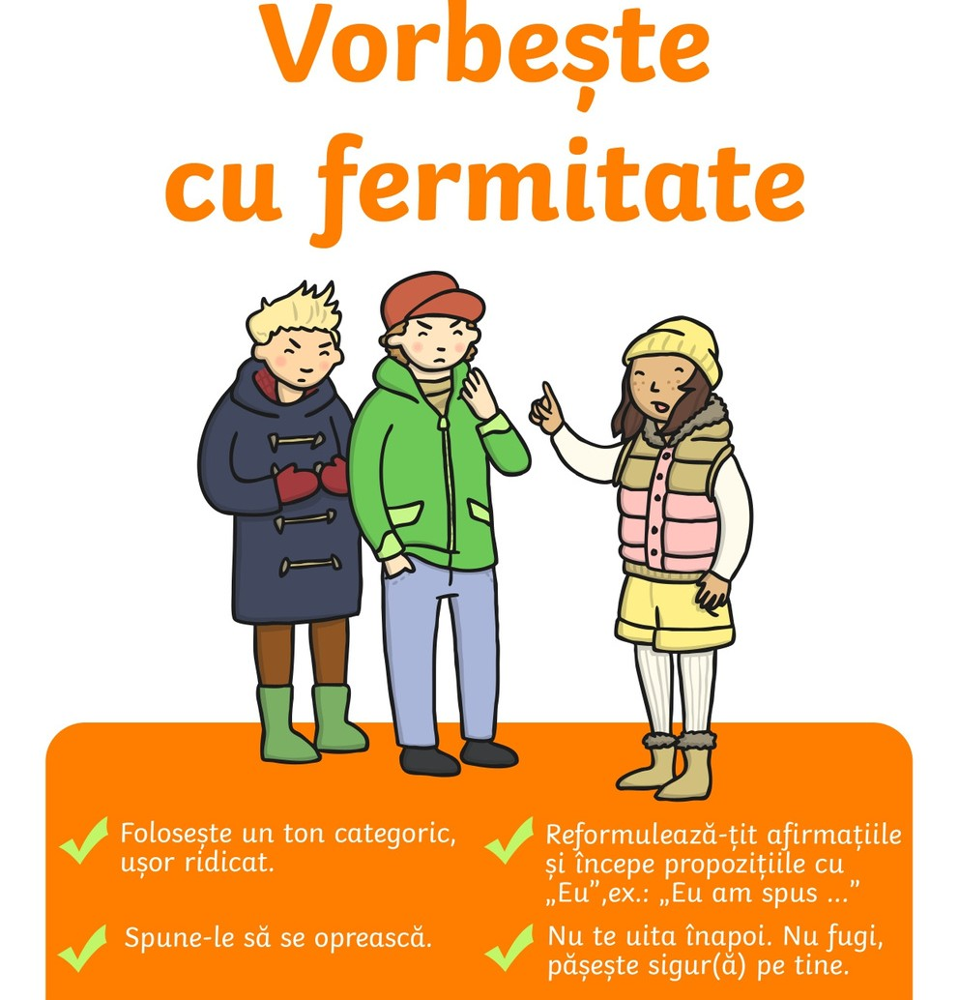 Vorbește
cu fermitate
Folosește un ton categoric,
ușor ridicat.
Spune-le să se oprească.
Reformulează-țit afirmațiile
și începe propozițiile cu
„Eu”,ex.: „Eu am spus ...”
Nu te uita înapoi. Nu fugi,
pășește sigur(ă) pe tine.